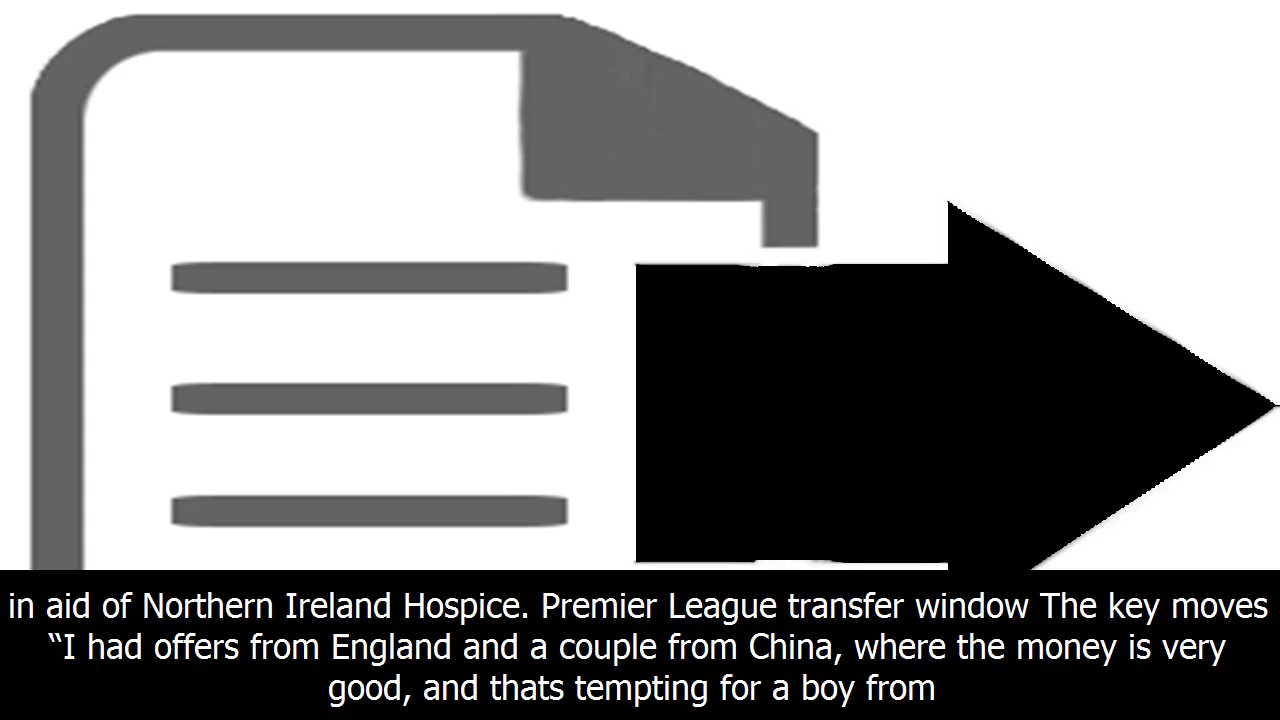 in aid of Northern Ireland Hospice. Premier League transfer window The key moves
“I had offers from England and a couple from China, where the money is very
good, and thats tempting for a boy from